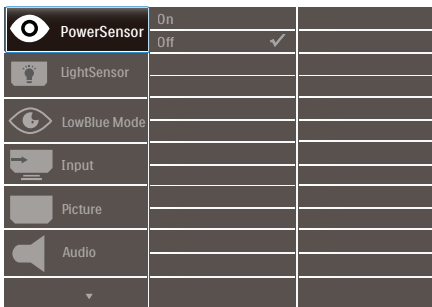 PowerSensor
On
Off
LightSensor
LowBlue Mode
Input
Picture
Audio